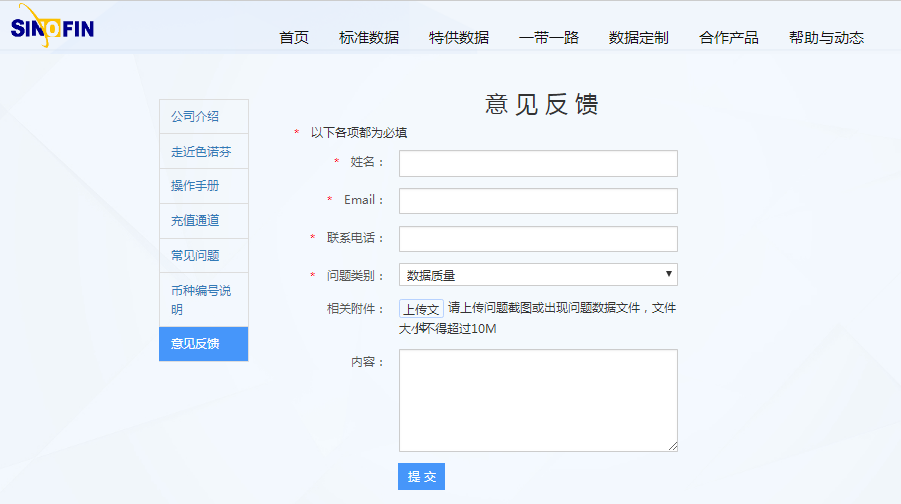 SINOFIN
首页 标准数据 特供数据 一带一路 数据定制 合作产品 帮助与动态
公司介绍
走近色诺芬
操作手册
充值通道
常见问题
币种编号说
明
意见反馈
意见反馈
* 以下各项都为必填
* 姓名：
* Email：
* 联系电话：
* 问题类别： 数据质量
相关附件： 上传文件 请上传问题截图或出现问题数据文件，文件
大小不得超过10M
内容：
提 交